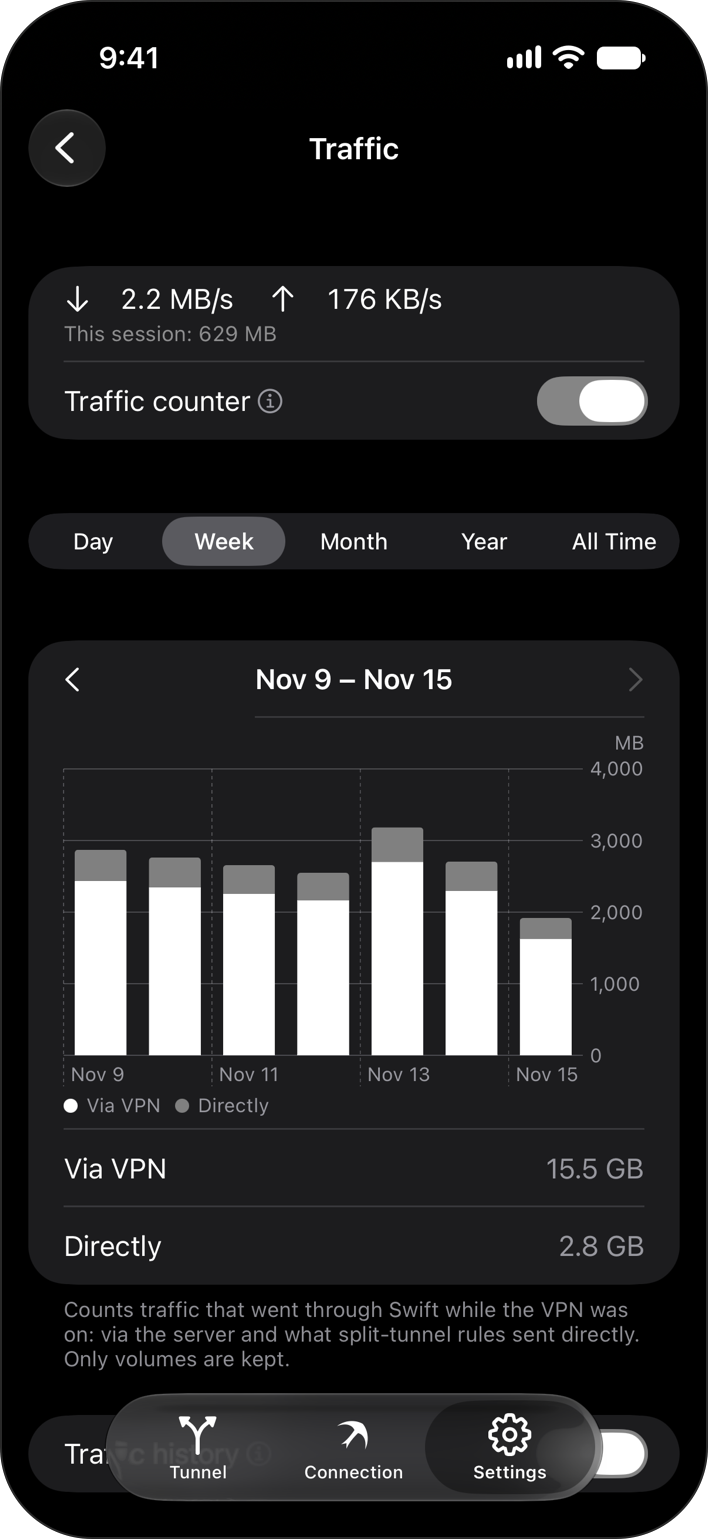 9:41
Traffic
2.2 MB/s 176 KB/s
This session: 629 MB
Traffic counter
Day Week Month Year All Time
Nov 9 – Nov 15
MB
4,000
3,000
2,000
1,000
0
Nov 9 Nov 11 Nov 13 Nov 15
Via VPN Directly
Via VPN 15.5 GB
Directly 2.8 GB
Counts traffic that went through Swift while the VPN was
on: via the server and what split-tunnel rules sent directly.
Only volumes are kept.
Traffic history
Tunnel Connection Settings